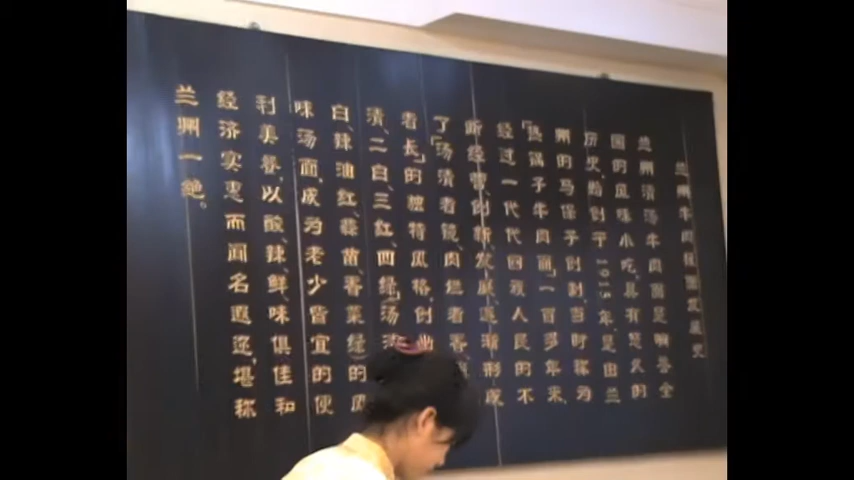 兰州牛肉拉面发展史
兰州清汤牛肉面是响誉全
国的风味小吃,具有悠久的
历史,始创于1915年,是由兰
州的马保子创制,当时称为
「热锅子牛肉面」一百多年来,
经过一代代回族人民的不
断经营、创新、发展,逐渐形成
了「汤清者镜,肉烂者香
者长」的独特风格,创出
清、二白、三红、四绿」(汤清
白、辣油红、蒜苗香菜绿)的风
味汤面,成为老少皆宜的便
利美餐,以酸辣、鲜味俱佳和
经济实惠而闻名遐迩,堪称
兰州一绝。